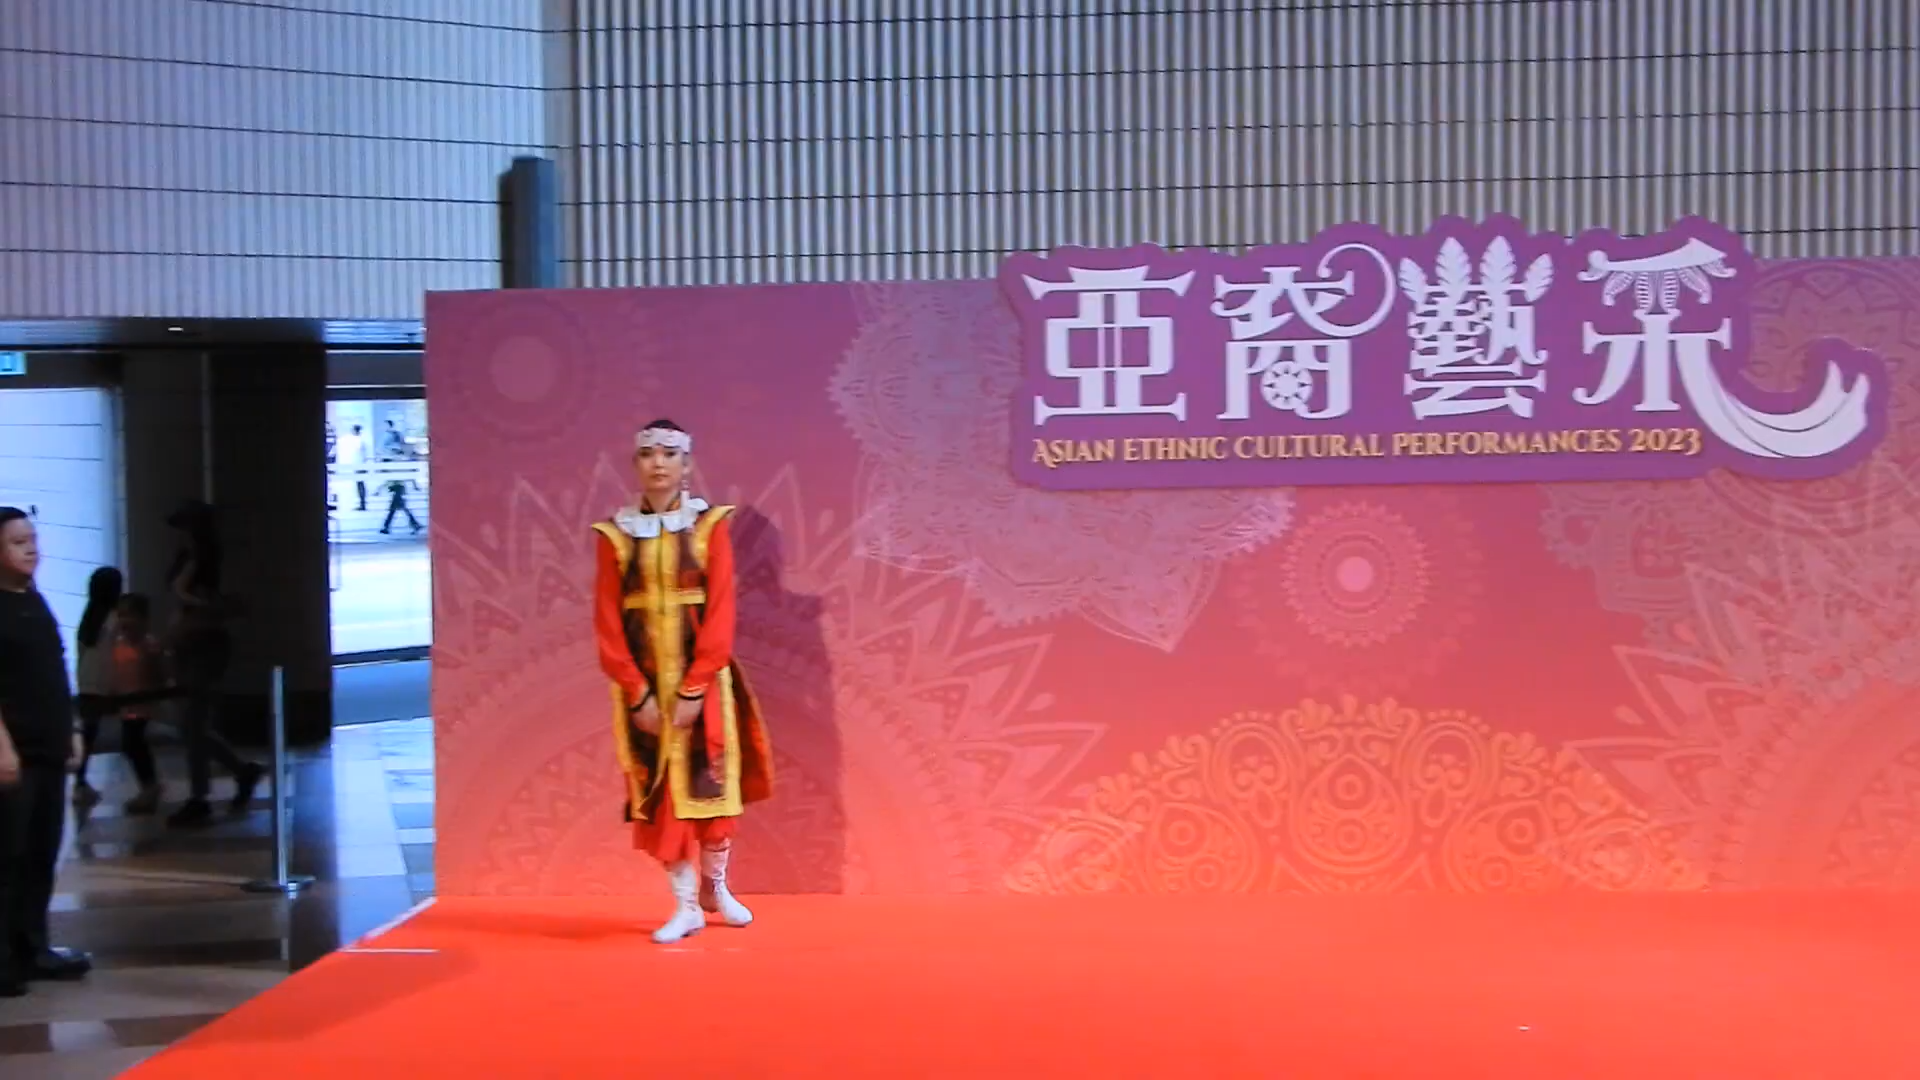 亞裔藝采
ASIAN ETHNIC CULTURAL PERFORMANCES 2023